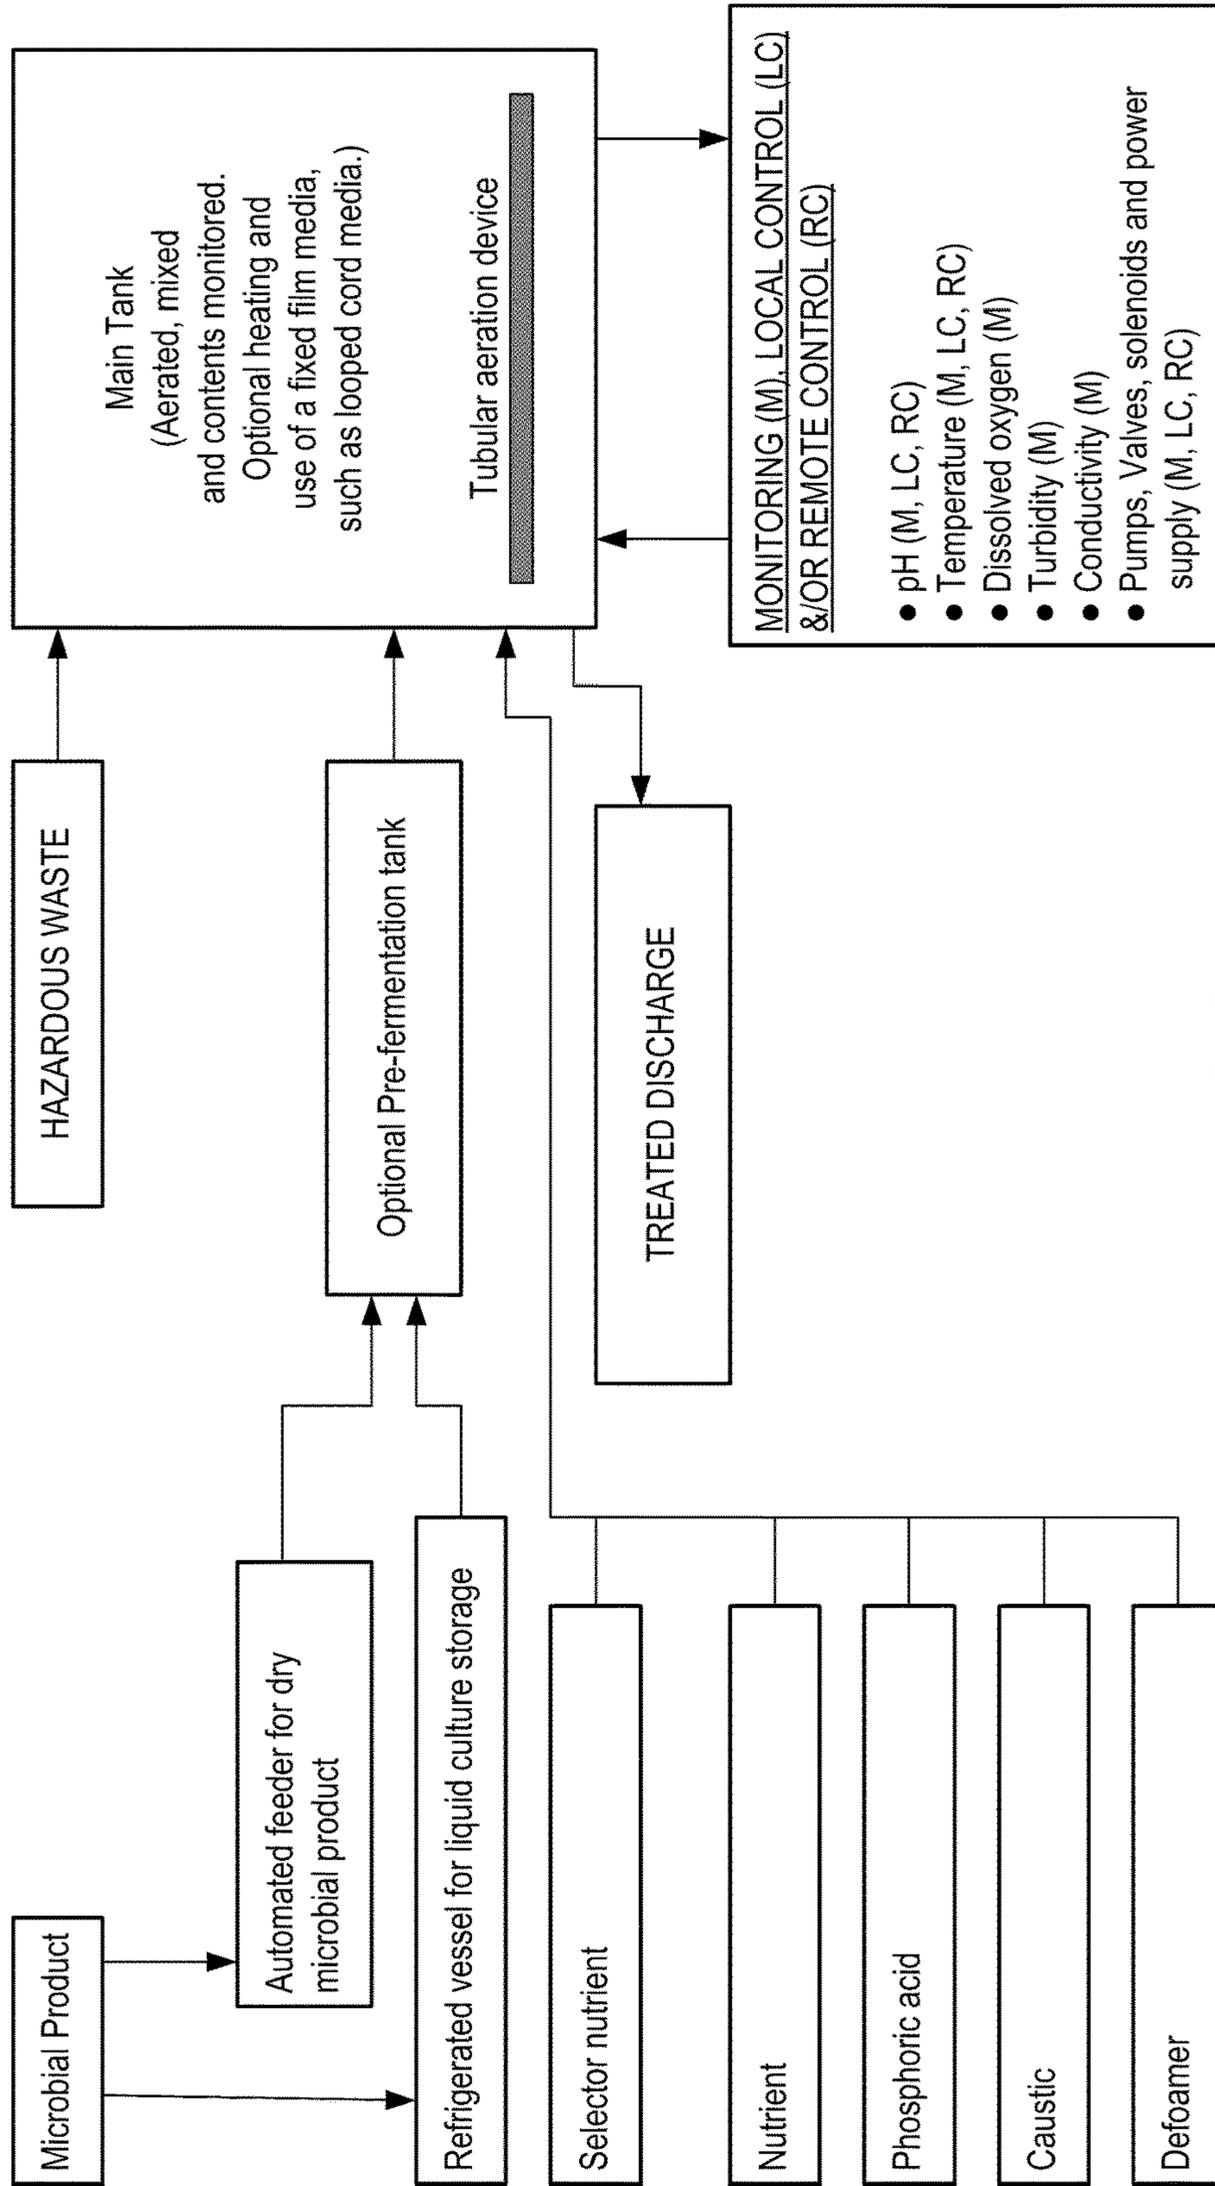 Microbial Product
Automated feeder for dry
microbial product
Refrigerated vessel for liquid culture storage
Selector nutrient
Nutrient
Phosphoric acid
Caustic
Defoamer
HAZARDOUS WASTE
Optional Pre-fermentation tank
TREATED DISCHARGE
Main Tank
(Aerated, mixed
and contents monitored.
Optional heating and
use of a fixed film media,
such as looped cord media.)
Tubular aeration device
MONITORING (M), LOCAL CONTROL (LC)
&/OR REMOTE CONTROL (RC)
● pH (M, LC, RC)
● Temperature (M, LC, RC)
● Dissolved oxygen (M)
● Turbidity (M)
● Conductivity (M)
● Pumps, Valves, solenoids and power
supply (M, LC, RC)